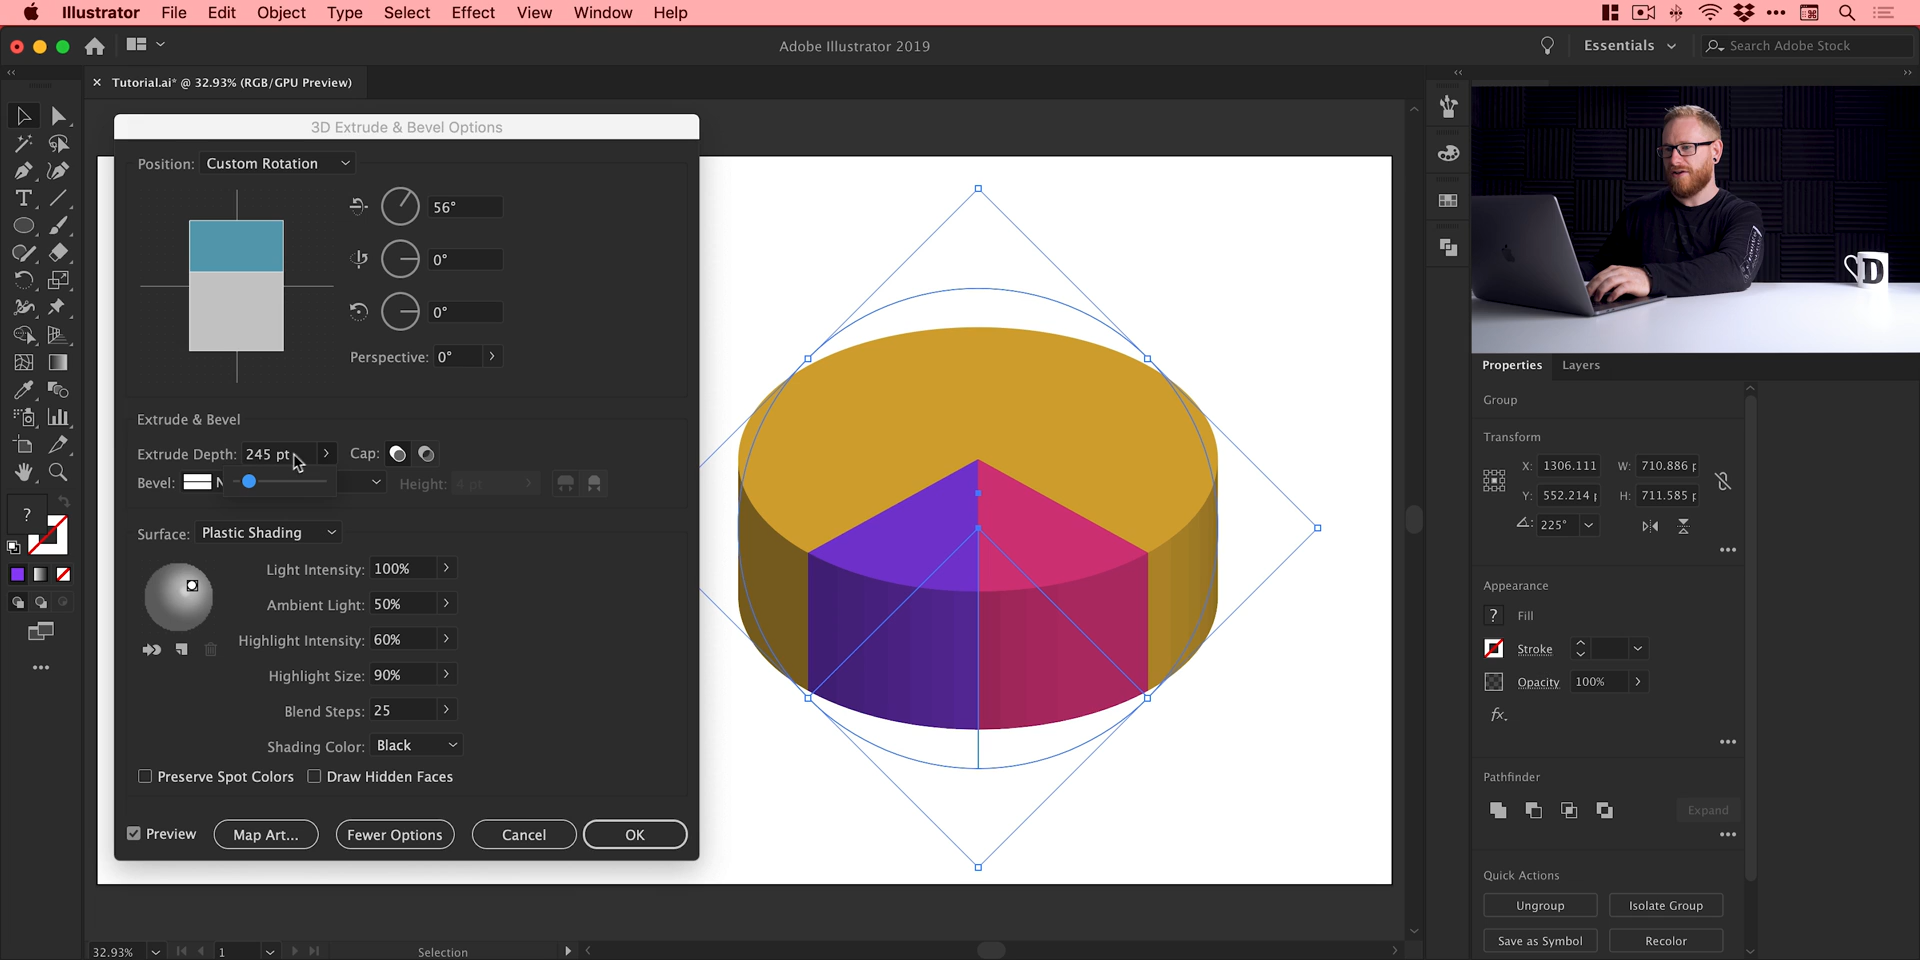 Illustrator File Edit Object Type Select Effect View Window Help
Adobe Illustrator 2019
Essentials
Search Adobe Stock
× Tutorial.ai* @ 32.93% (RGB/GPU Preview)
3D Extrude & Bevel Options
Position: Custom Rotation
56°
0°
0°
Perspective: 0°
Extrude & Bevel
Extrude Depth: 245 pt
Cap:
Bevel: N
Height: 4 pt
Surface: Plastic Shading
Light Intensity: 100%
Ambient Light: 50%
Highlight Intensity: 60%
Highlight Size: 90%
Blend Steps: 25
Shading Color: Black
Preserve Spot Colors
Draw Hidden Faces
Preview
Map Art...
Fewer Options
Cancel
OK
32.93%
1
Selection
D
Properties
Layers
Group
Transform
X: 1306.111
W: 710.886 p
Y: 552.214 p
H: 711.585 p
225°
Appearance
? Fill
Stroke
Opacity 100%
fx.
Pathfinder
Expand
Quick Actions
Ungroup
Isolate Group
Save as Symbol
Recolor
T
?